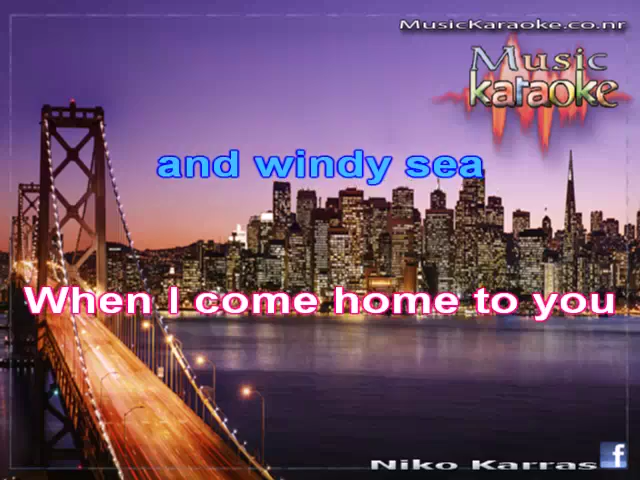 MusicKaraoke.co.nr
Music
karaoke
and windy sea
When I come home to you
Niko Karras f